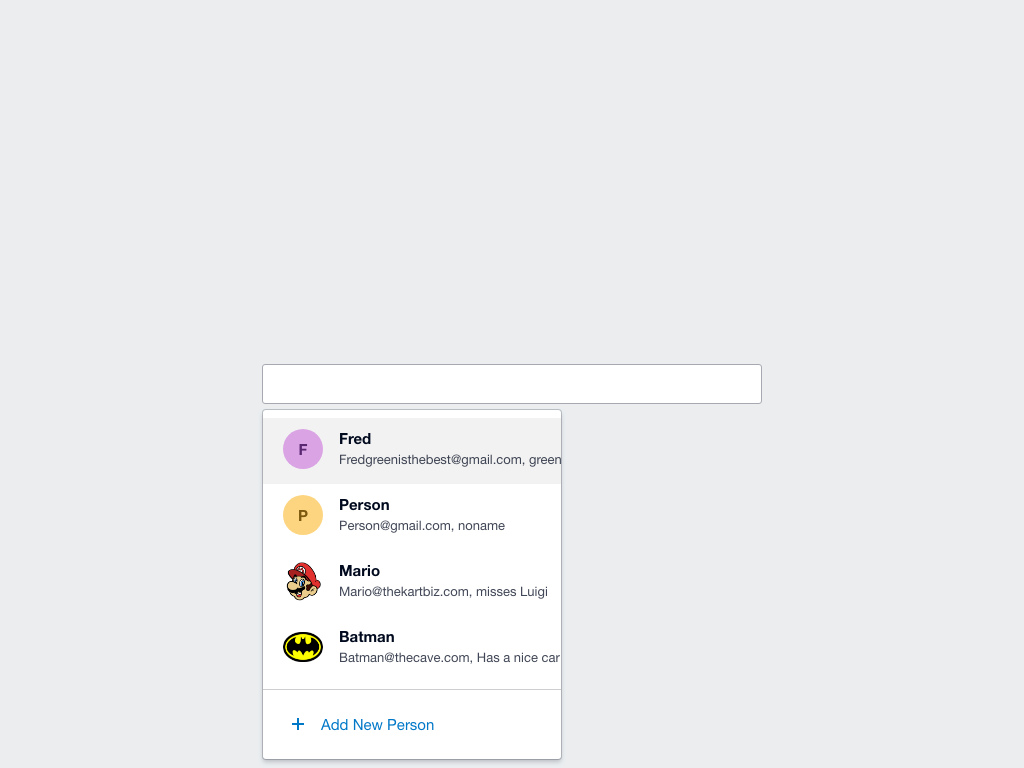 F
Fred
Fredgreenisthebest@gmail.com, green
P
Person
Person@gmail.com, noname
Mario
Mario@thekartbiz.com, misses Luigi
Batman
Batman@thecave.com, Has a nice car
+ Add New Person